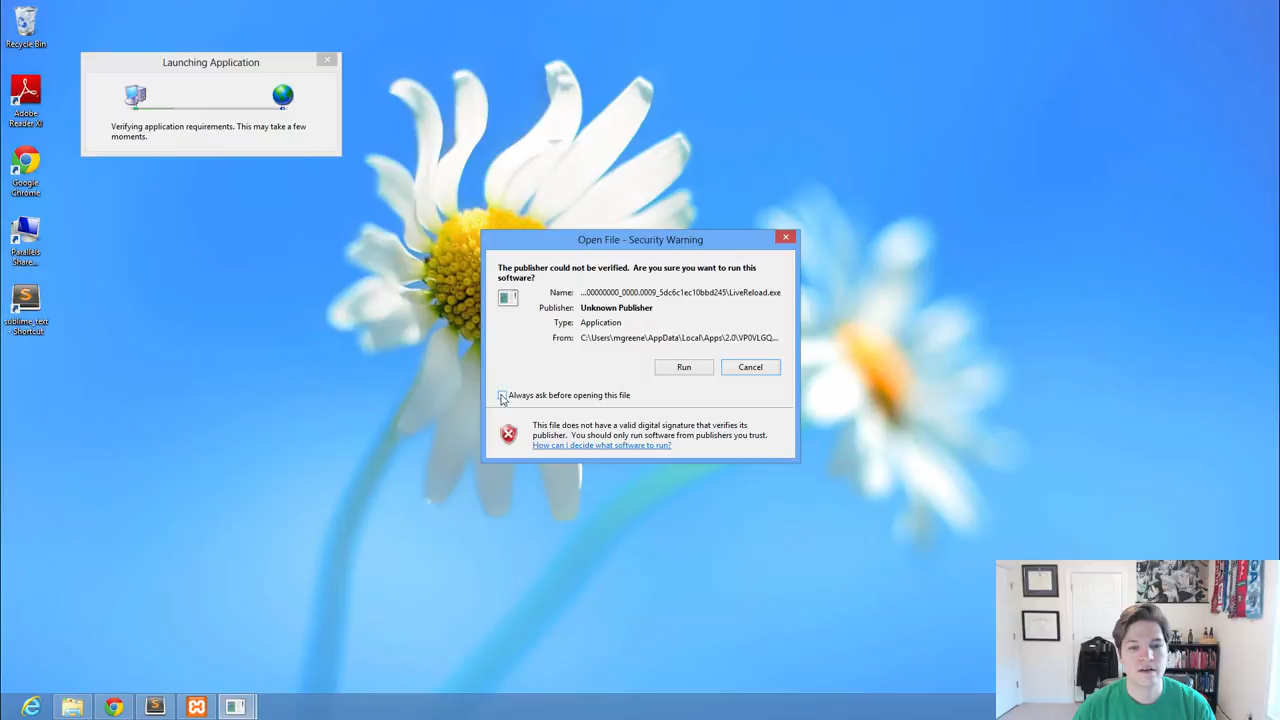 Recycle Bin
Adobe
Reader XI
Google
Chrome
Parallels
Share...
sublime_text
- Shortcut
Launching Application
Verifying application requirements. This may take a few
moments.
Open File - Security Warning
The publisher could not be verified. Are you sure you want to run this
software?
Name: ...00000000_0000.0009_5dc6c1ec10bbd245\LiveReload.exe
Publisher: Unknown Publisher
Type: Application
From: C:\Users\mgreene\AppData\Local\Apps\2.0\VP0VLGQ...
Run
Cancel
Always ask before opening this file
This file does not have a valid digital signature that verifies its
publisher. You should only run software from publishers you trust.
How can I decide what software to run?